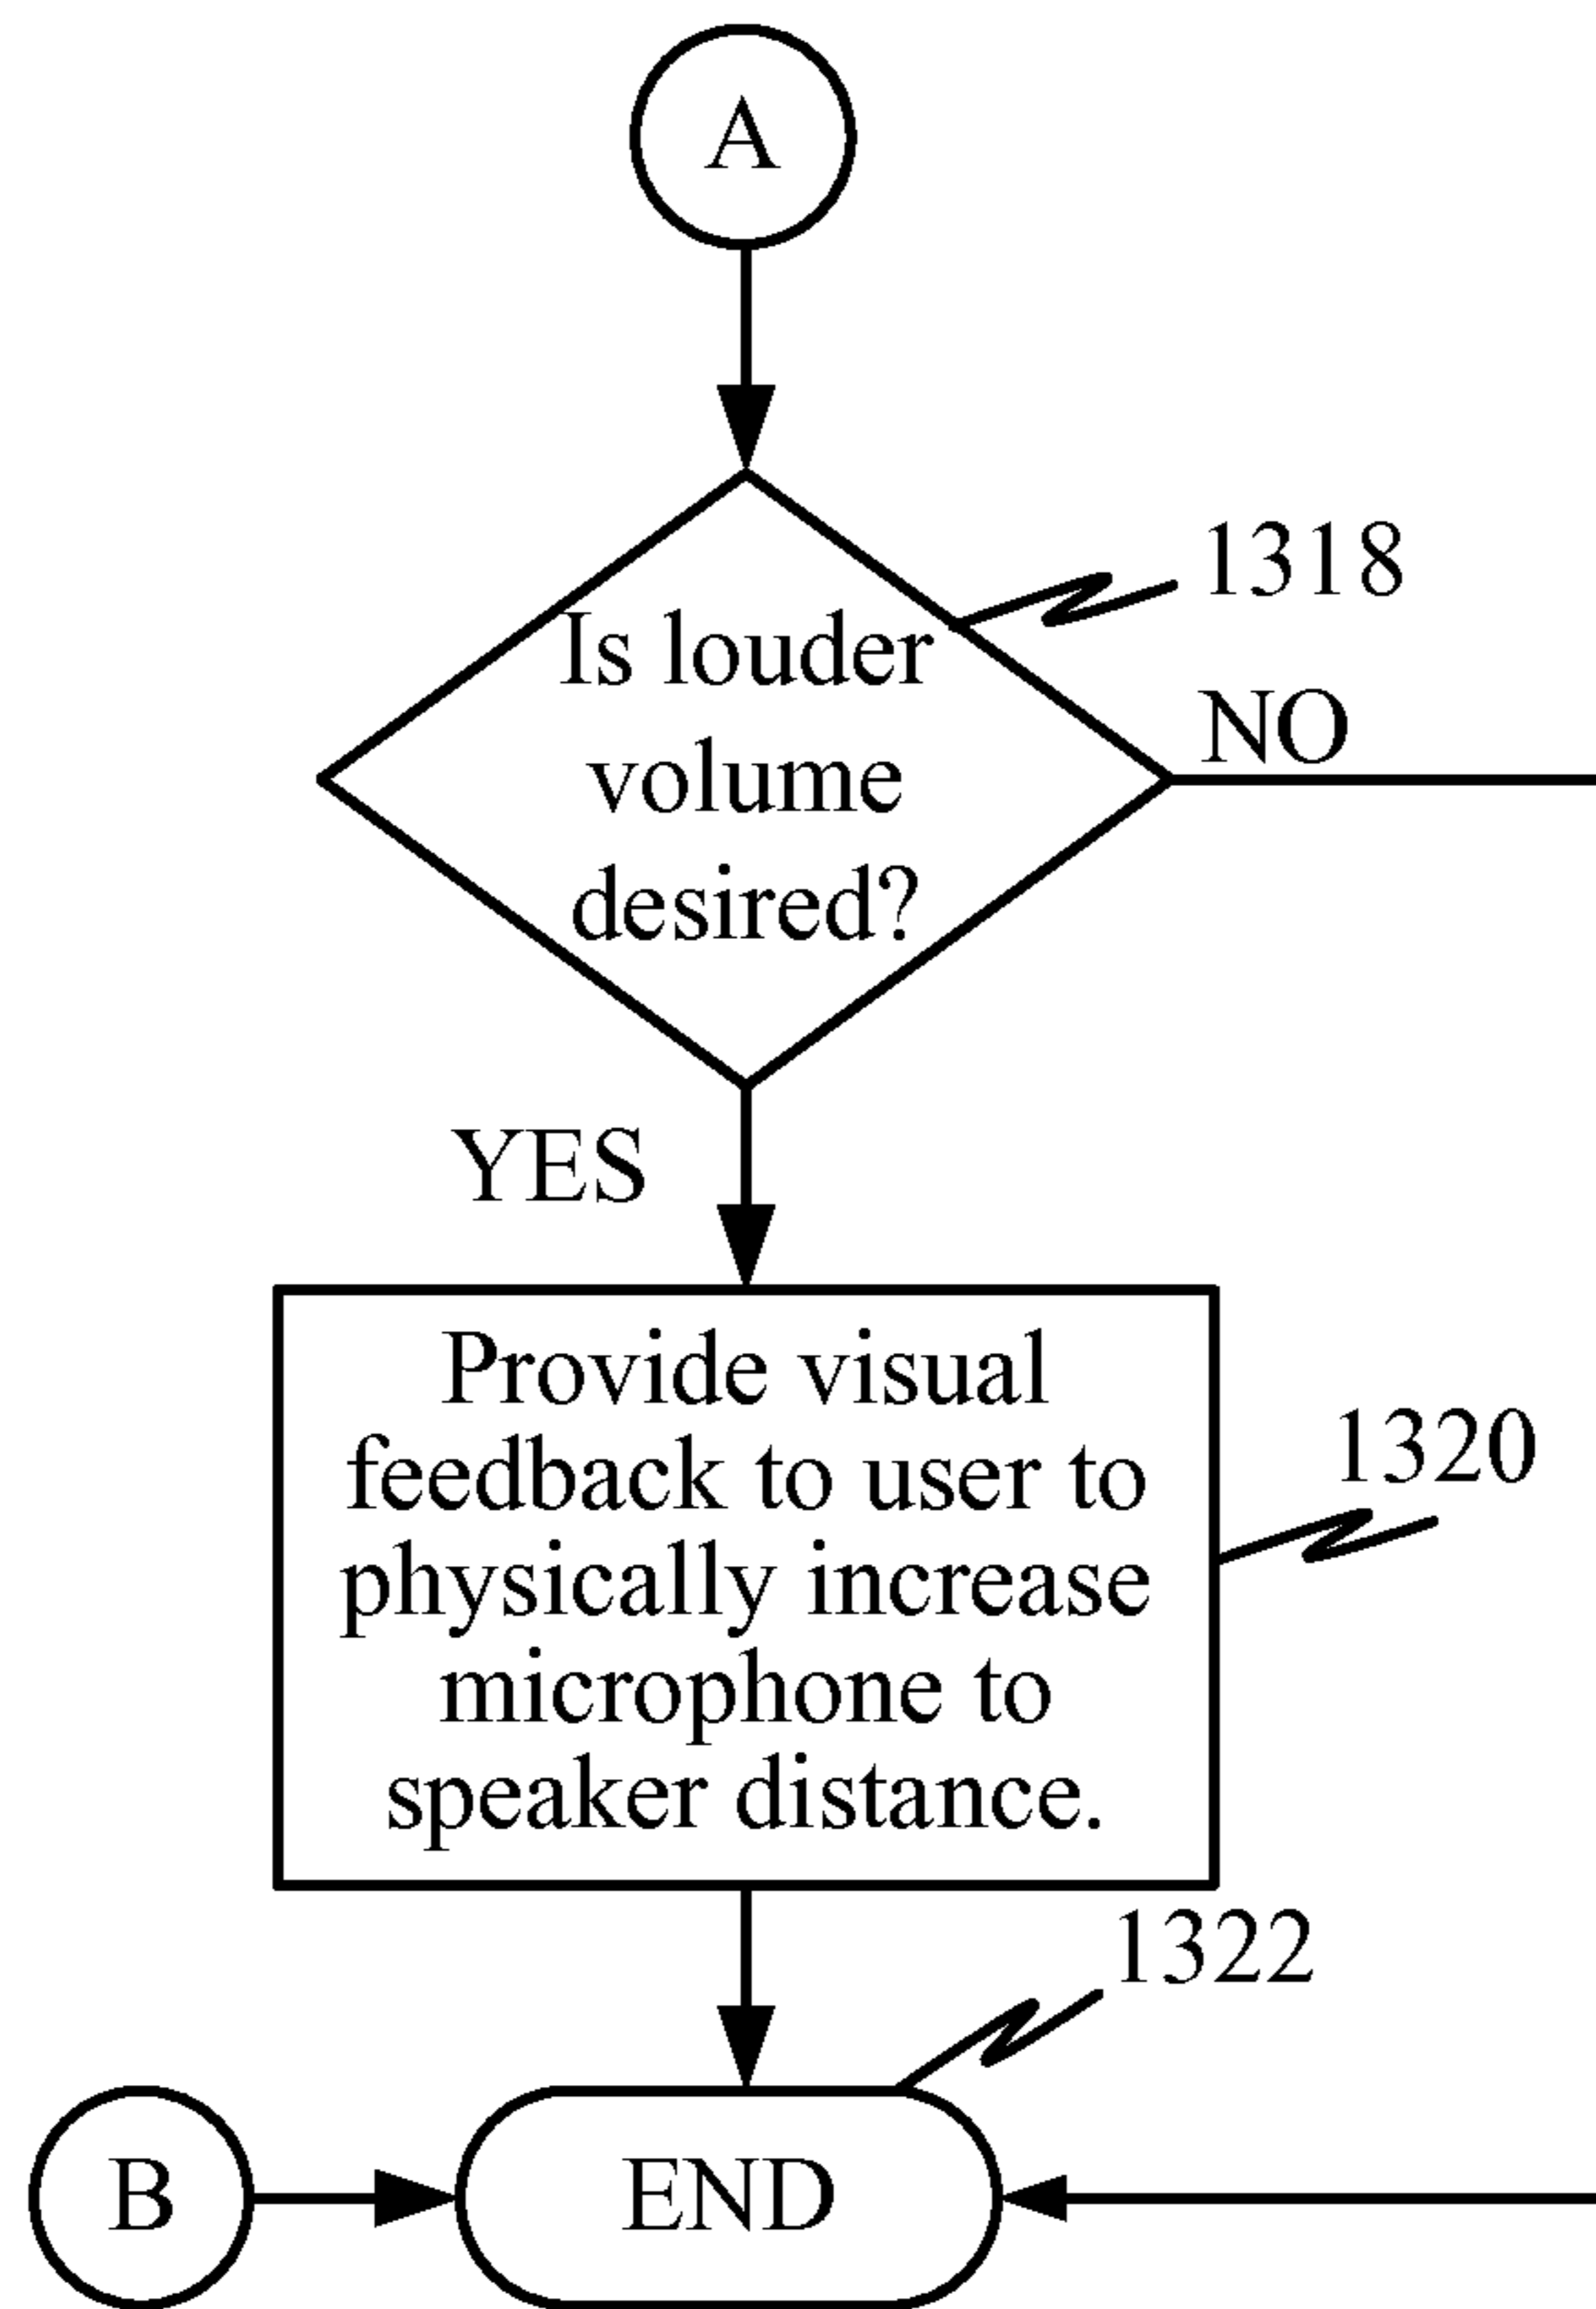 A
1318
Is louder
volume
desired?
NO
YES
Provide visual
feedback to user to
physically increase
microphone to
speaker distance.
1320
1322
B
END